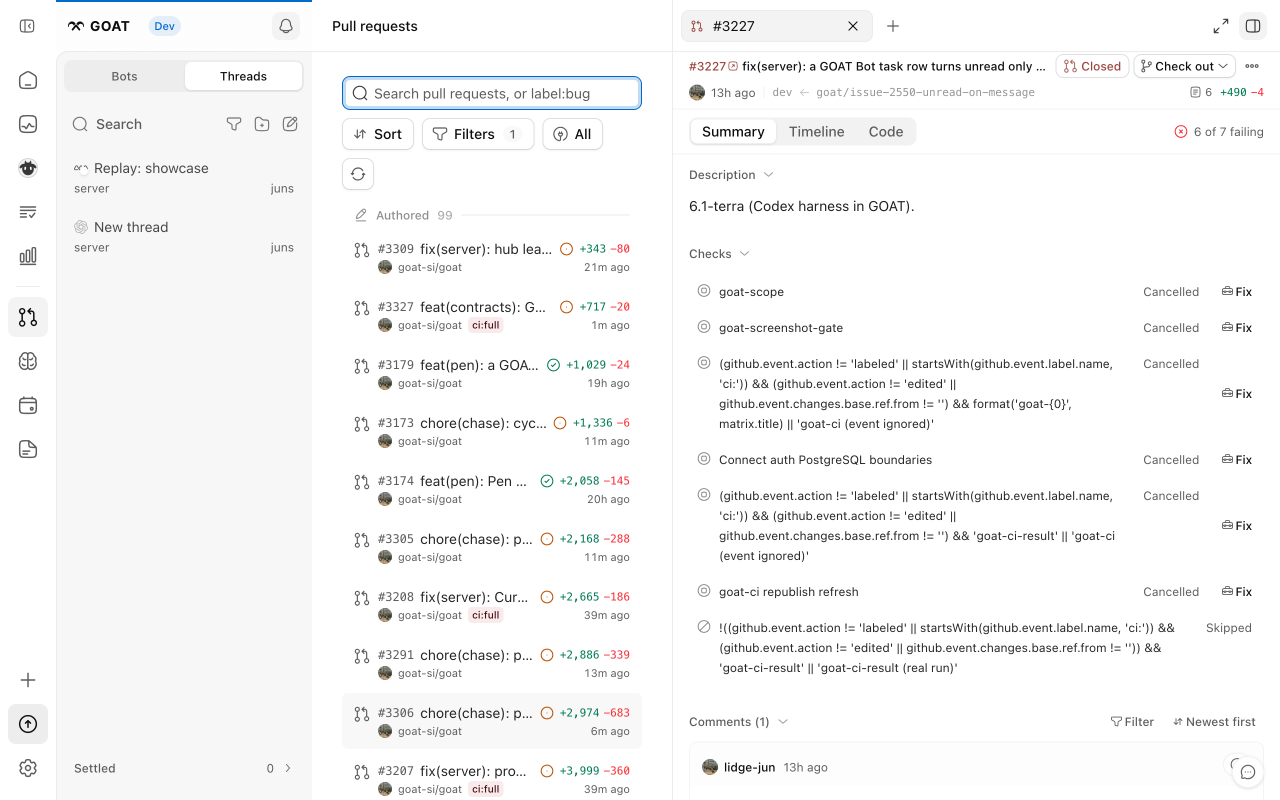 GOAT
Dev
Pull requests
#3227
Bots
Threads
Search
Replay: showcase
server
juns
New thread
server
juns
Settled
0
Search pull requests, or label:bug
Sort
Filters
1
All
Authored 99
#3309 fix(server): hub lea... +343 −80
goat-si/goat 21m ago
#3327 feat(contracts): G... +717 −20
goat-si/goat ci:full 1m ago
#3179 feat(pen): a GOA... +1,029 −24
goat-si/goat 19h ago
#3173 chore(chase): cyc... +1,336 −6
goat-si/goat 11m ago
#3174 feat(pen): Pen ... +2,058 −145
goat-si/goat 20h ago
#3305 chore(chase): p... +2,168 −288
goat-si/goat 11m ago
#3208 fix(server): Cur... +2,665 −186
goat-si/goat ci:full 39m ago
#3291 chore(chase): p... +2,886 −339
goat-si/goat 13m ago
#3306 chore(chase): p... +2,974 −683
goat-si/goat 6m ago
#3207 fix(server): pro... +3,999 −360
goat-si/goat ci:full 39m ago
#3227 fix(server): a GOAT Bot task row turns unread only ...
Closed
Check out
13h ago dev ← goat/issue-2550-unread-on-message 6 +490 −4
Summary
Timeline
Code
6 of 7 failing
Description
6.1-terra (Codex harness in GOAT).
Checks
goat-scope Cancelled Fix
goat-screenshot-gate Cancelled Fix
(github.event.action != 'labeled' || startsWith(github.event.label.name, Cancelled
'ci:')) && (github.event.action != 'edited' ||
github.event.changes.base.ref.from != '') && format('goat-{0}', Fix
matrix.title) || 'goat-ci (event ignored)'
Connect auth PostgreSQL boundaries Cancelled Fix
(github.event.action != 'labeled' || startsWith(github.event.label.name, Cancelled
'ci:')) && (github.event.action != 'edited' ||
github.event.changes.base.ref.from != '') && 'goat-ci-result' || 'goat-ci Fix
(event ignored)'
goat-ci republish refresh Cancelled Fix
!((github.event.action != 'labeled' || startsWith(github.event.label.name, 'ci:')) && Skipped
(github.event.action != 'edited' || github.event.changes.base.ref.from != '')) &&
'goat-ci-result' || 'goat-ci-result (real run)'
Comments (1)
Filter
Newest first
lidge-jun 13h ago